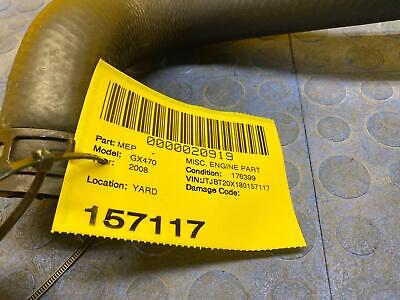 0000020919
Part: MEP MISC. ENGINE PART
Model: GX470 Condition: 176399
2008 VIN:JTJBT20X180157117
Location: YARD Damage Code:
157117